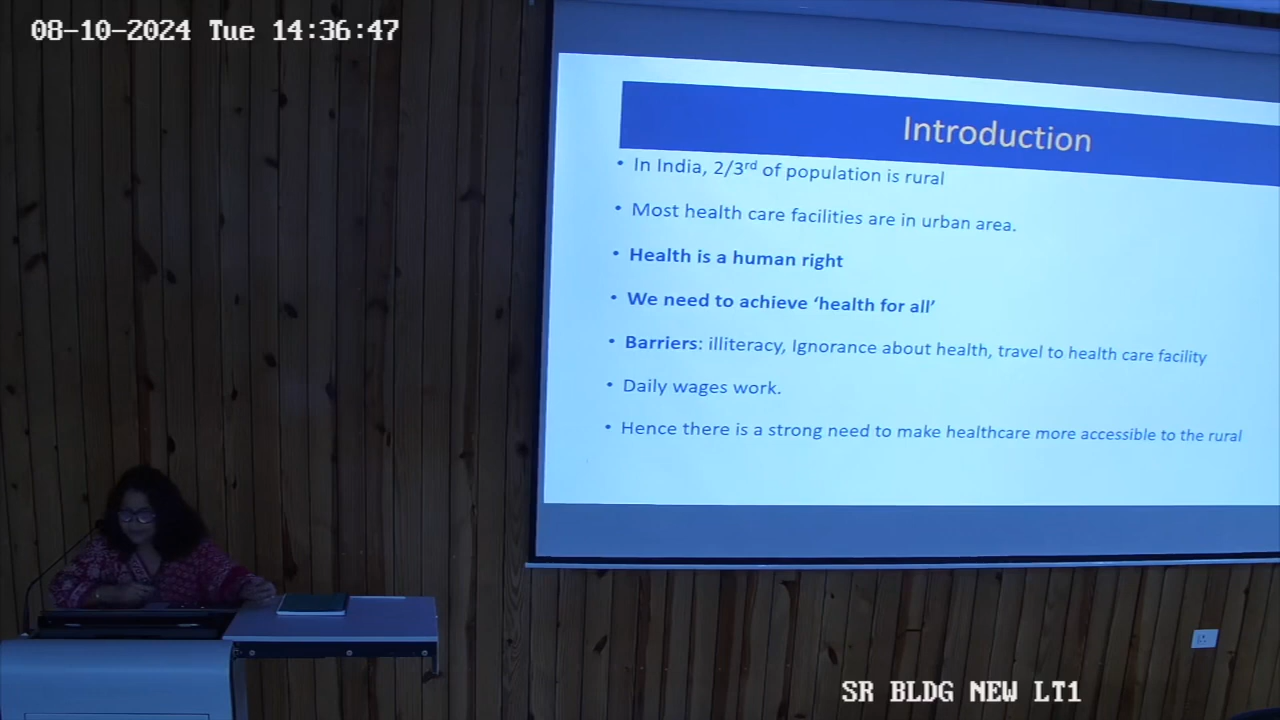 08-10-2024 Tue 14:36:47
Introduction
• In India, 2/3rd of population is rural
• Most health care facilities are in urban area.
• Health is a human right
• We need to achieve ‘health for all’
• Barriers: illiteracy, Ignorance about health, travel to health care facility
• Daily wages work.
• Hence there is a strong need to make healthcare more accessible to the rural
SR BLDG NEW LT1